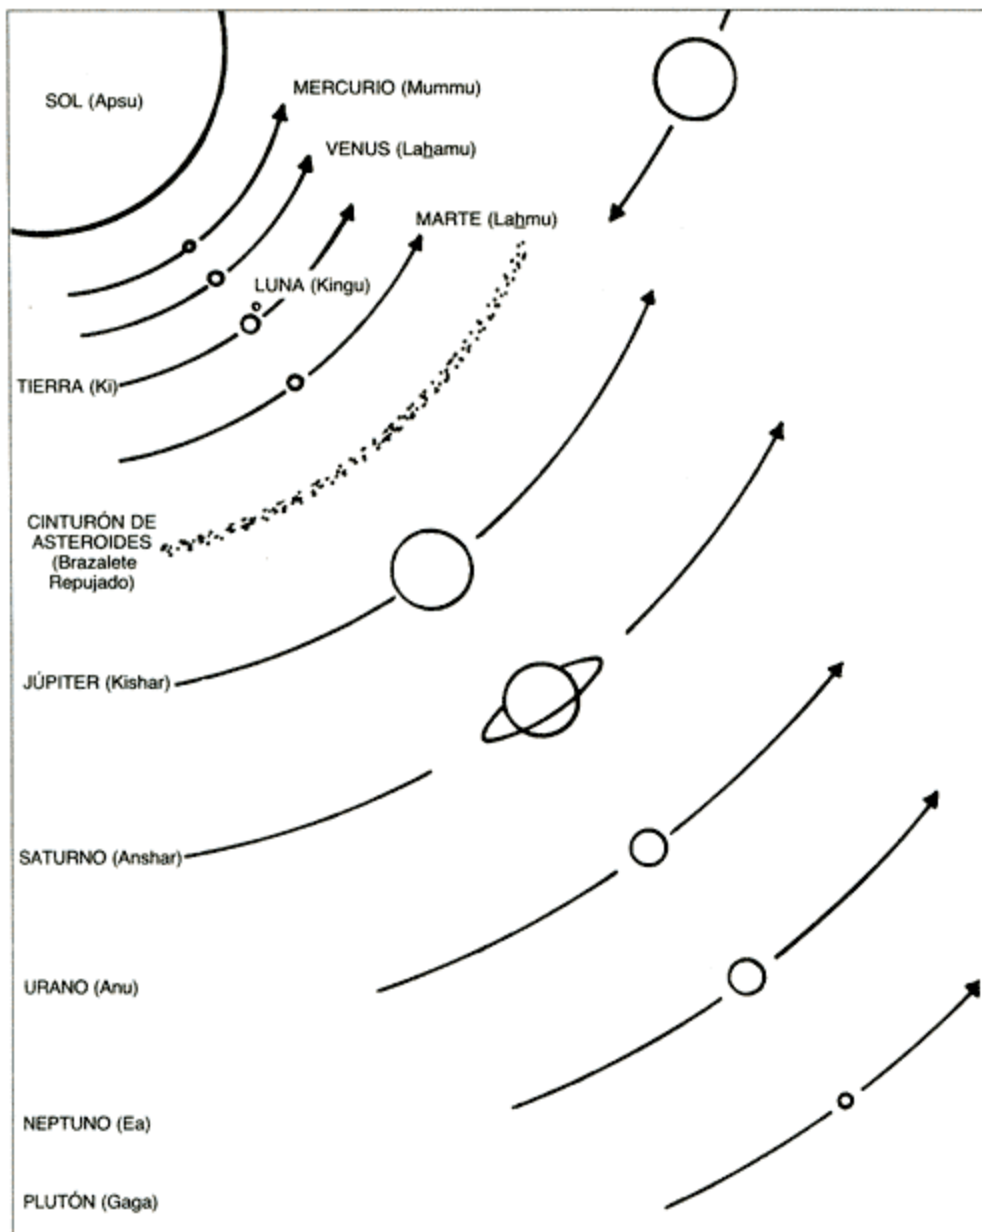 SOL (Apsu)
MERCURIO (Mummu)
VENUS (Lahamu)
MARTE (Lahmu)
LUNA (Kingu)
TIERRA (Ki)
CINTURÓN DE
ASTEROIDES
(Brazalete
Repujado)
JÚPITER (Kishar)
SATURNO (Anshar)
URANO (Anu)
NEPTUNO (Ea)
PLUTÓN (Gaga)